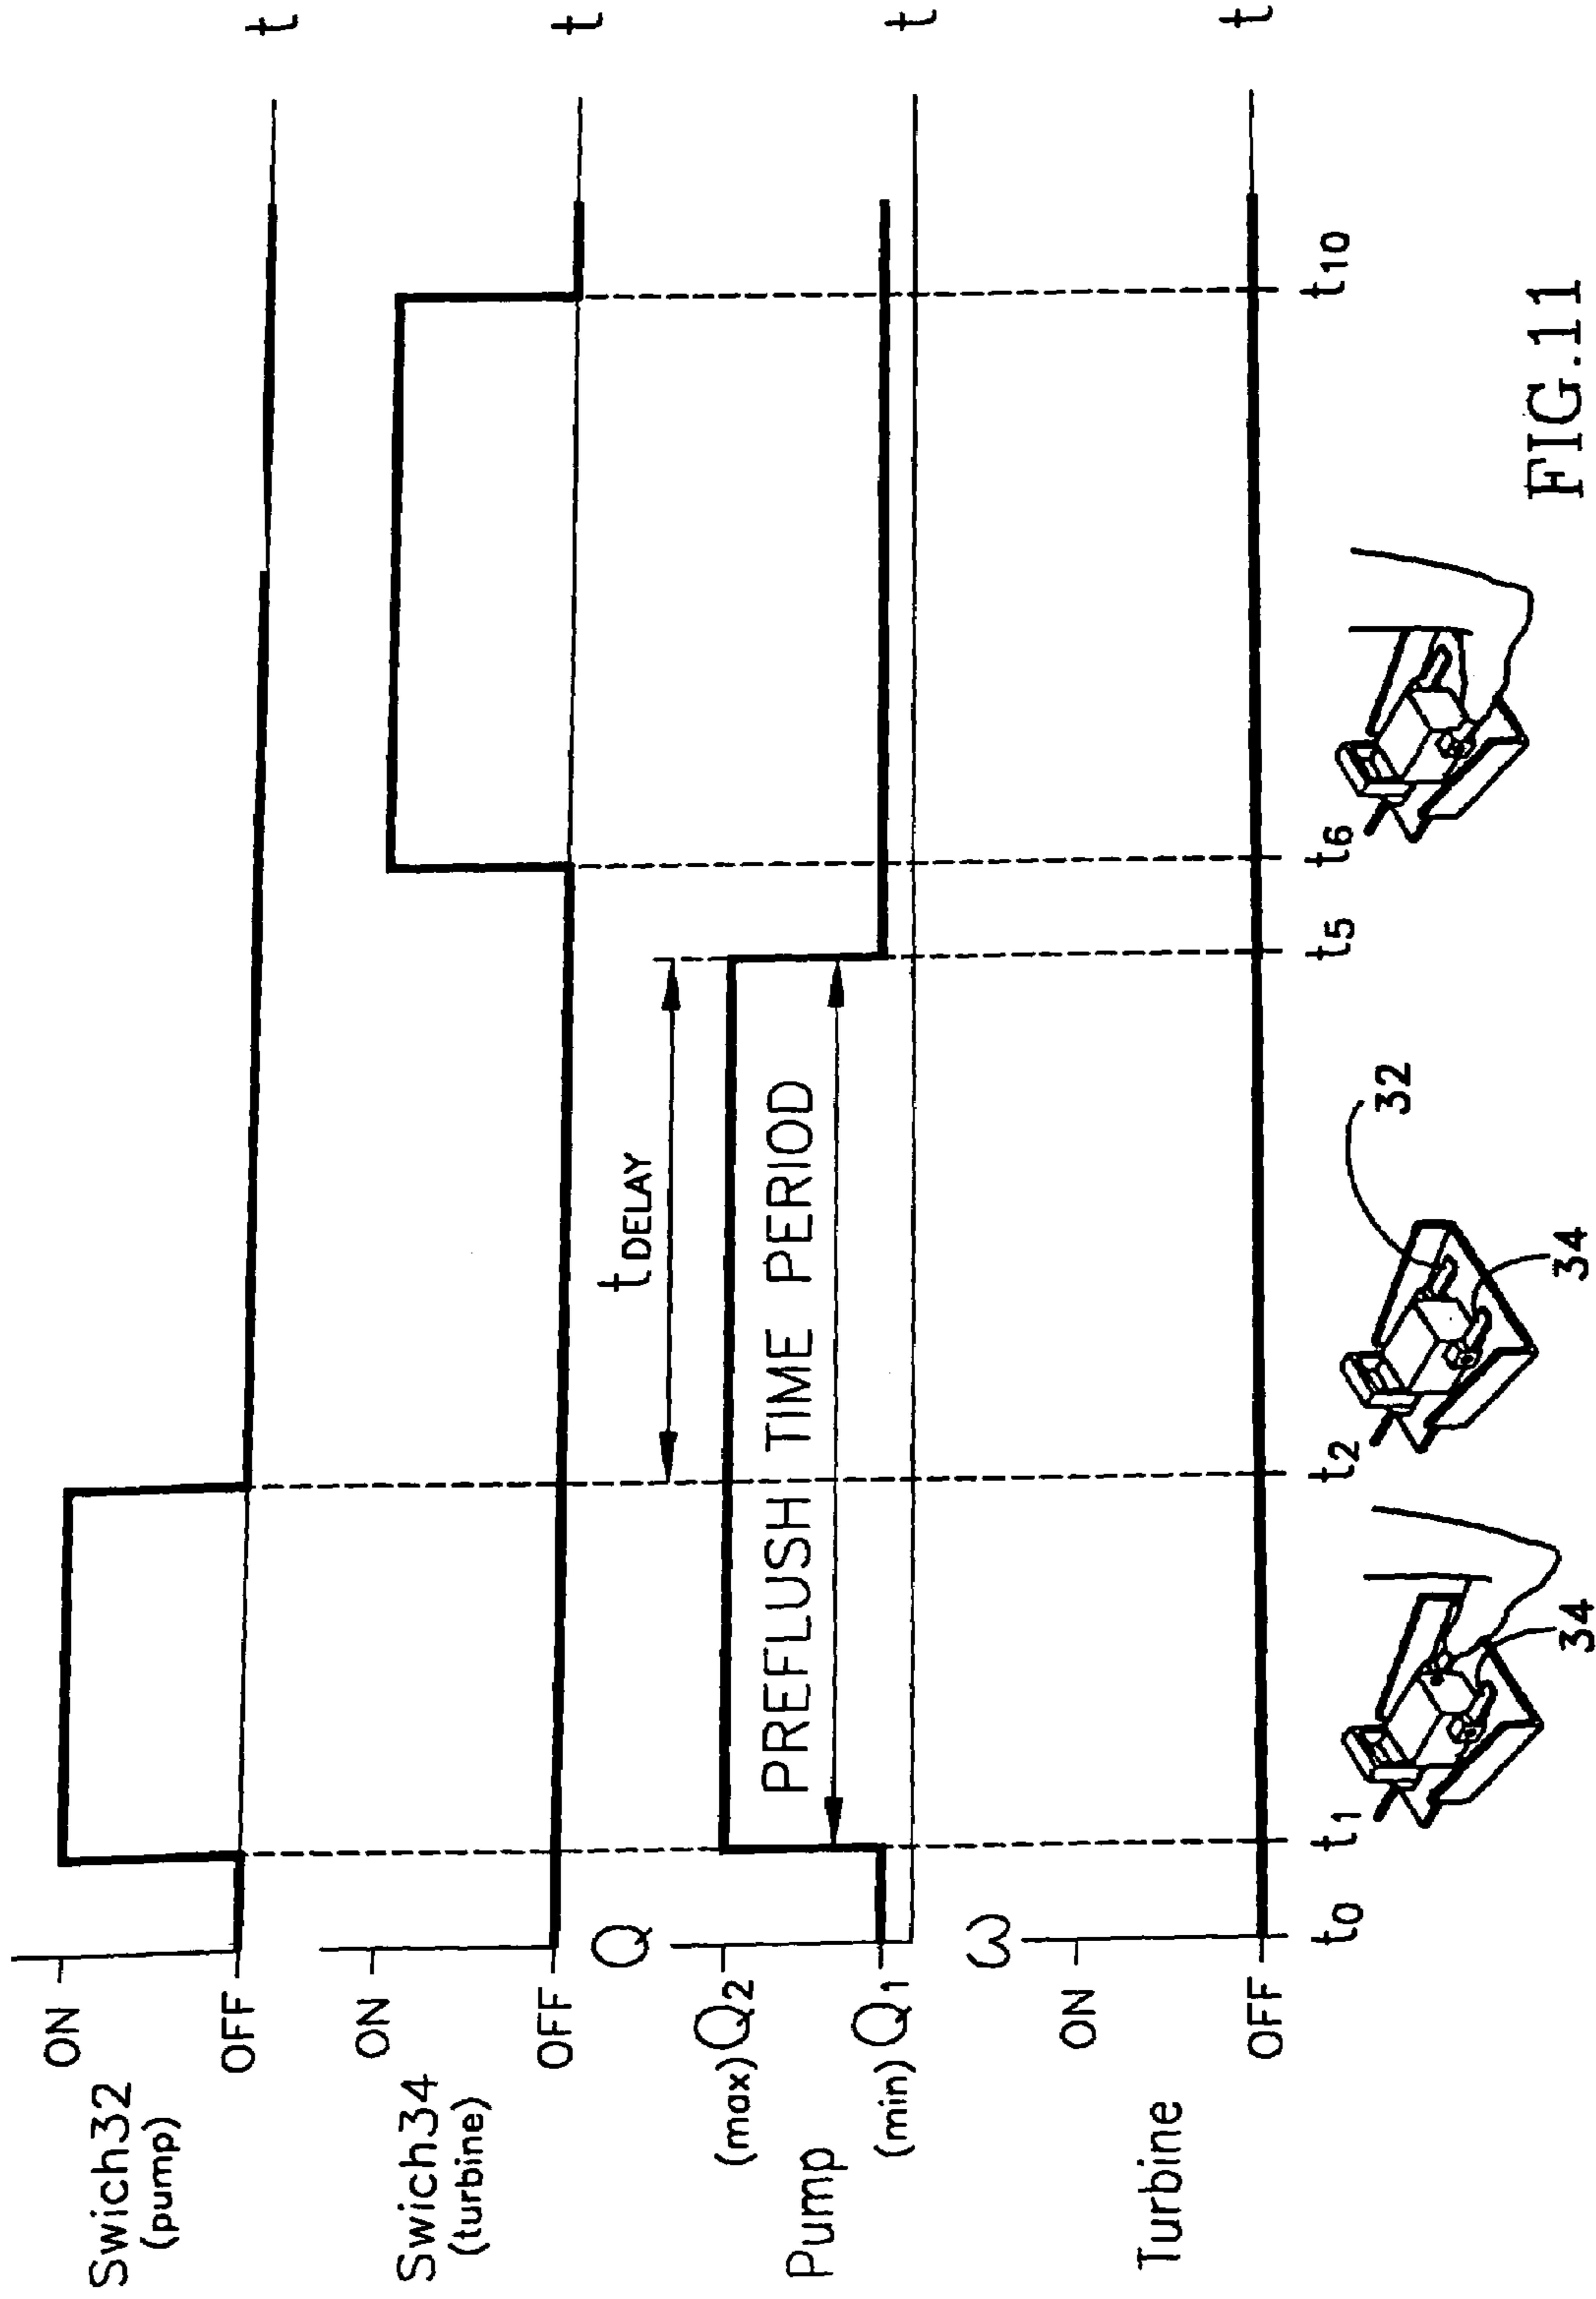 Swich32
(pump)
ON
OFF
t
Swich34
(turbine)
ON
OFF
t
tDELAY
Q
Pump
(max) Q2
(min) Q1
PREFLUSH TIME PERIOD
t
ω
Turbine
ON
OFF
t
t0 t1 t2 t5 t6 t10
34
34
32
FIG.11